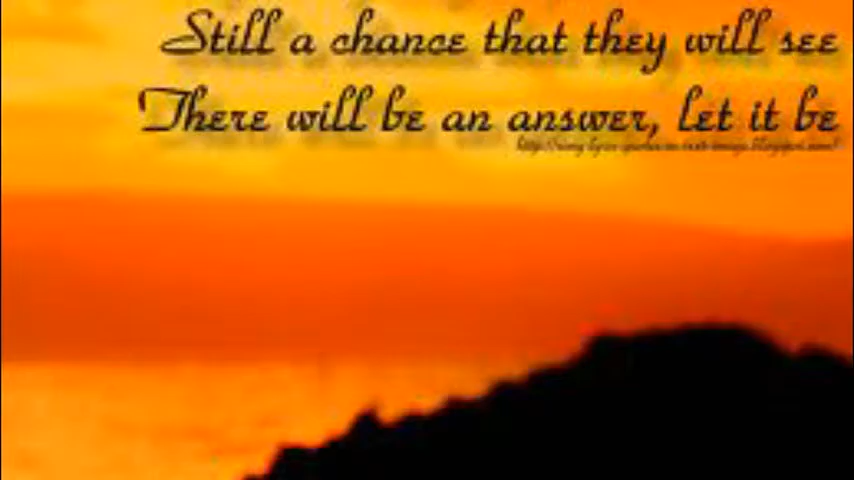 Still a chance that they will see
There will be an answer, let it be